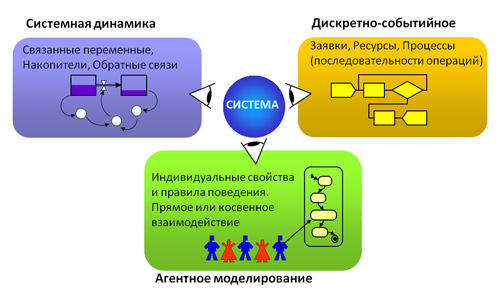 Системная динамика
Связанные переменные,
Накопители, Обратные связи
Дискретно-событийное
Заявки, Ресурсы, Процессы
(последовательности операций)
СИСТЕМА
Индивидуальные свойства
и правила поведения.
Прямое или косвенное
взаимодействие
Агентное моделирование